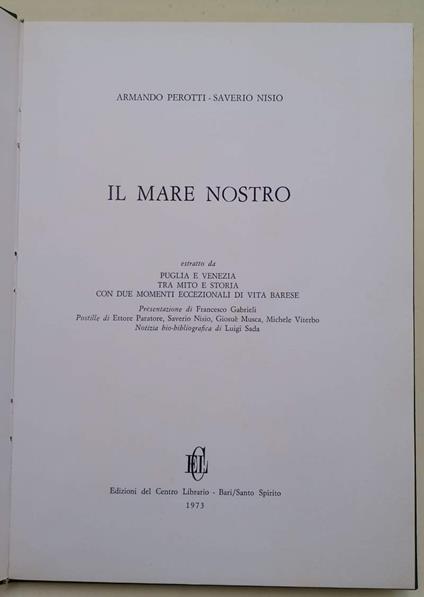 ARMANDO PEROTTI - SAVERIO NISIO
IL MARE NOSTRO
estratto da
PUGLIA E VENEZIA
TRA MITO E STORIA
CON DUE MOMENTI ECCEZIONALI DI VITA BARESE
Presentazione di Francesco Gabrieli
Postille di Ettore Paratore, Saverio Nisio, Giosuè Musca, Michele Viterbo
Notizia bio-bibliografica di Luigi Sada
ECL
Edizioni del Centro Librario - Bari/Santo Spirito
1973